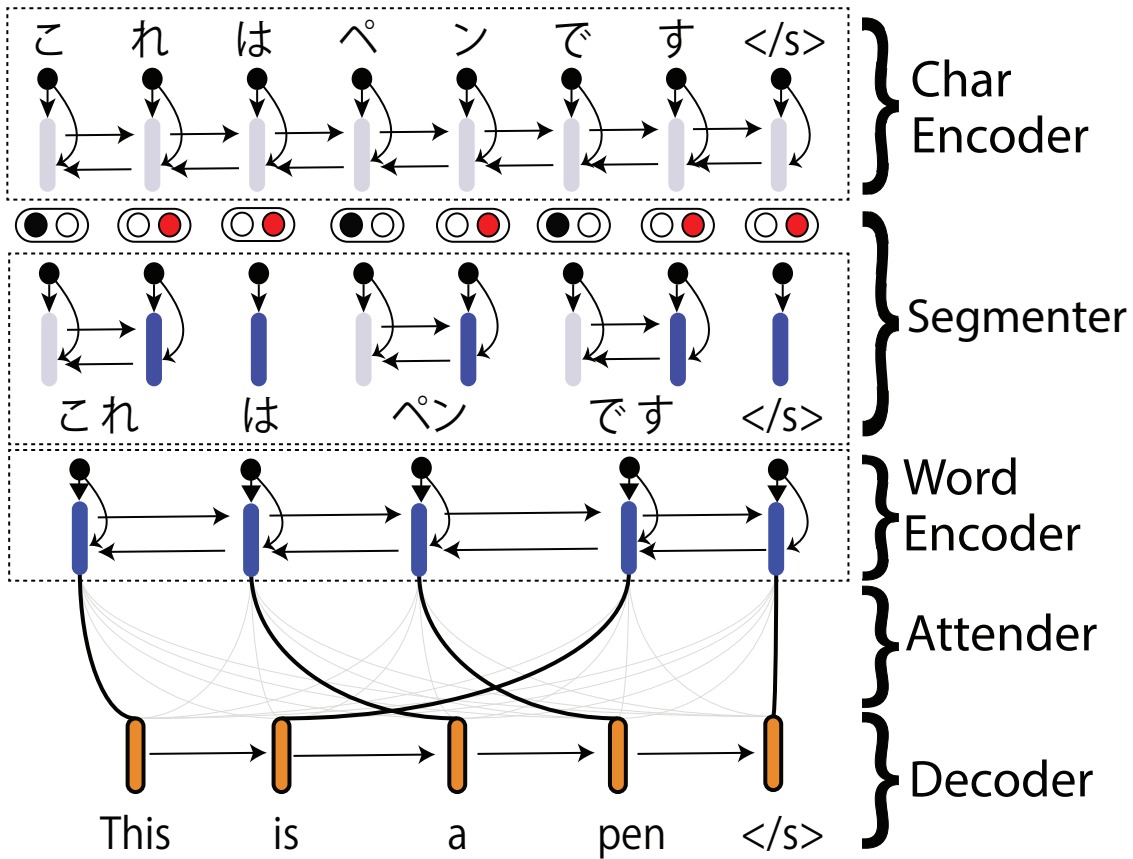 こ れ は ペ ン で す </s>
Char
Encoder
Segmenter
これ は ペン です </s>
Word
Encoder
Attender
Decoder
This is a pen </s>